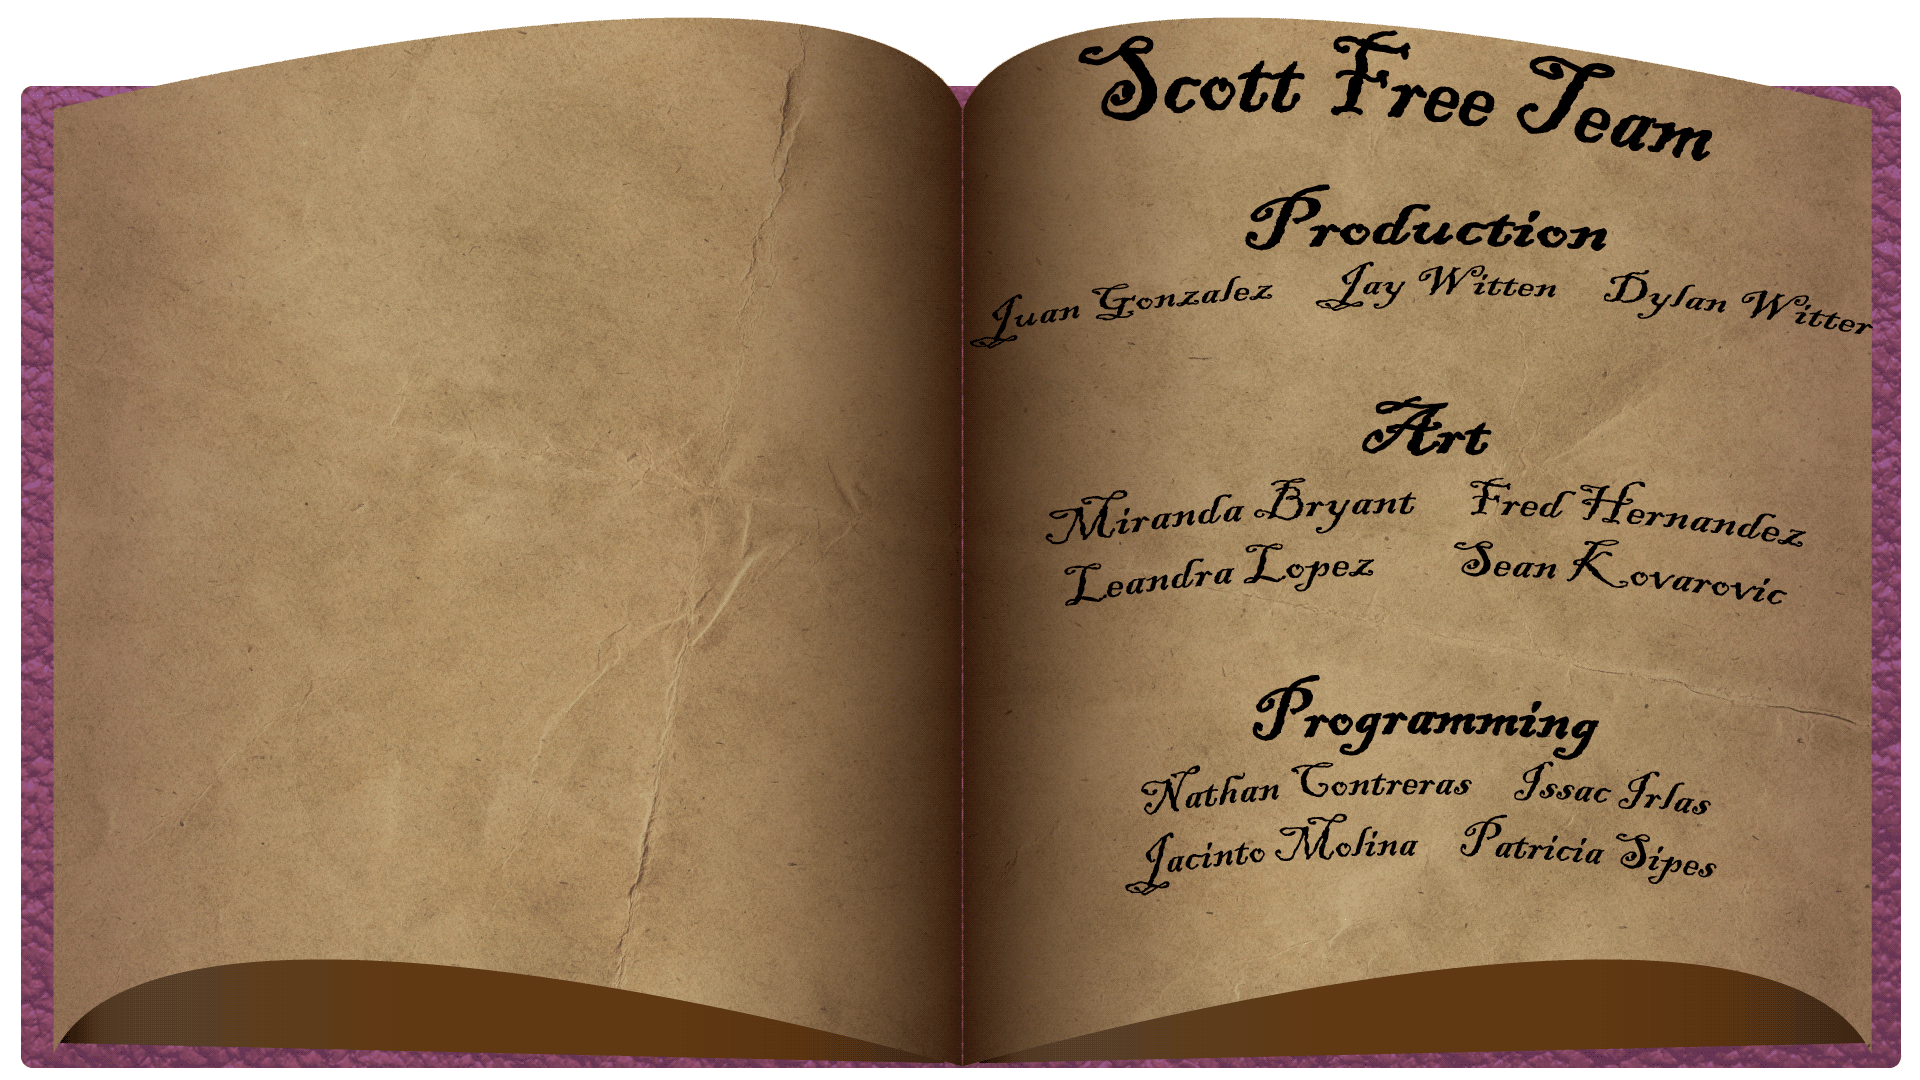 Scott Free Team
Production
Juan Gonzalez Jay Witten Dylan Witter
Art
Miranda Bryant Fred Hernandez
Leandra Lopez Sean Kovarovic
Programming
Nathan Contreras Issac Irlas
Jacinto Molina Patricia Sipes